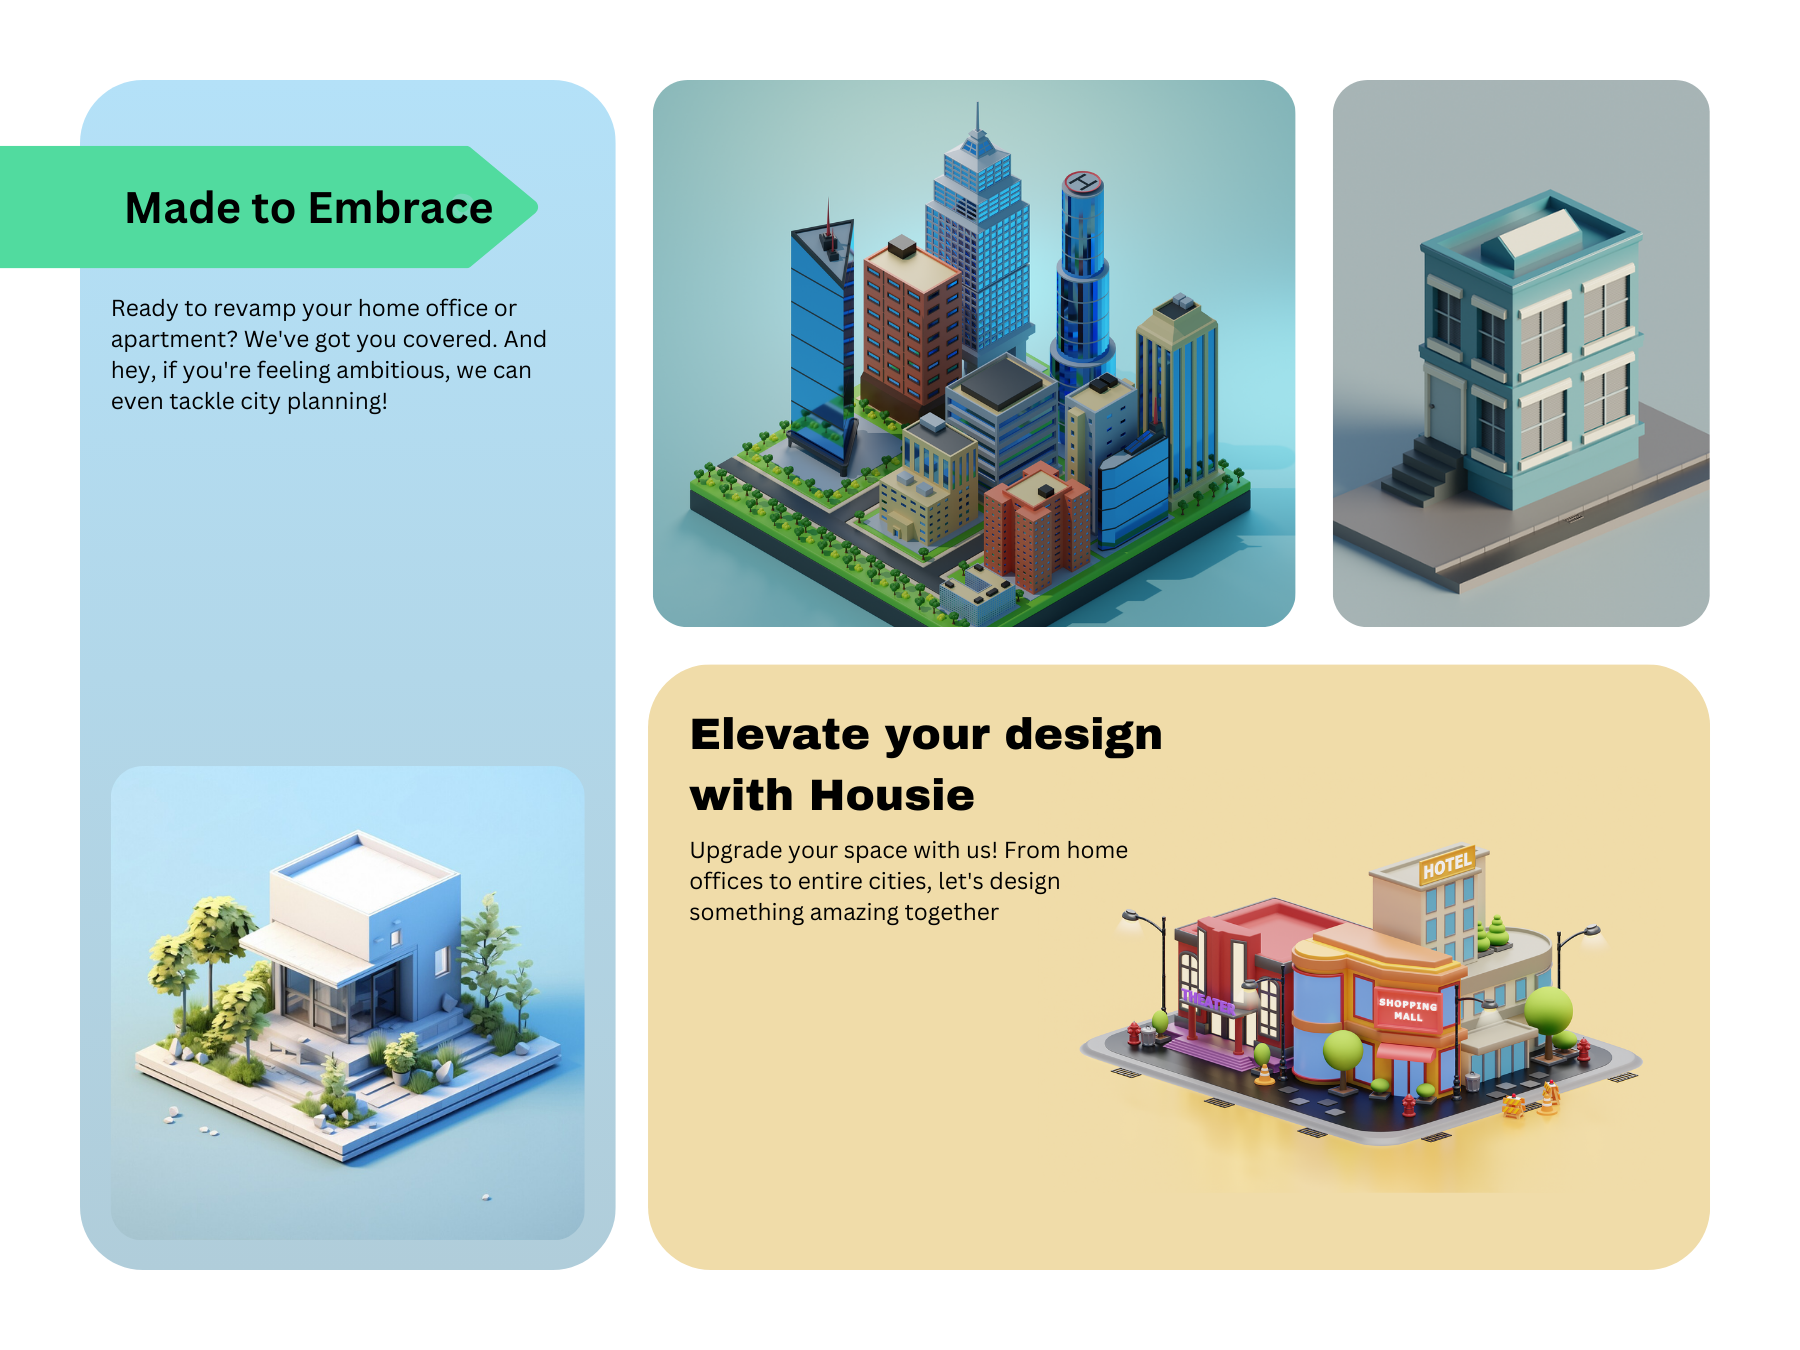 Made to Embrace
Ready to revamp your home office or
apartment? We've got you covered. And
hey, if you're feeling ambitious, we can
even tackle city planning!
H
Elevate your design
with Housie
Upgrade your space with us! From home
offices to entire cities, let's design
something amazing together
HOTEL
THEATER
SHOPPING
MALL